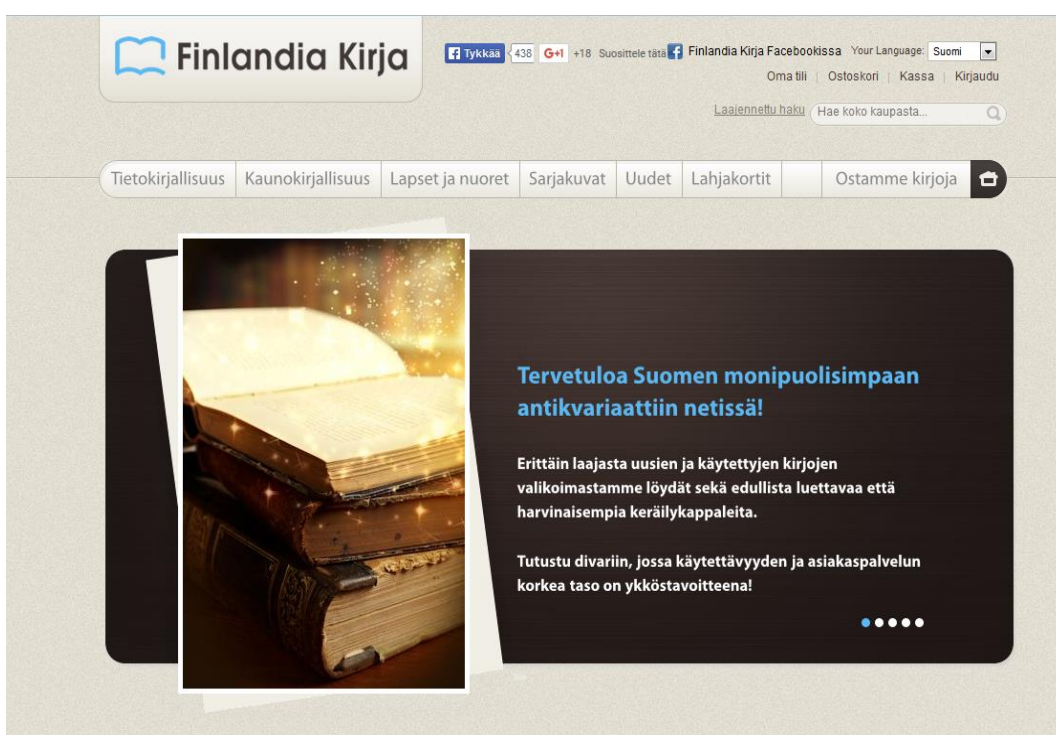 Finlandia Kirja
Tykkää 438 G+1 +18 Suosittele tätä Finlandia Kirja Facebookissa Your Language: Suomi
Oma tili | Ostoskori | Kassa | Kirjaudu
Laajennettu haku Hae koko kaupasta...
Tietokirjallisuus Kaunokirjallisuus Lapset ja nuoret Sarjakuvat Uudet Lahjakortit Ostamme kirjoja
Tervetuloa Suomen monipuolisimpaan
antikvariaattiin netissä!
Erittäin laajasta uusien ja käytettyjen kirjojen
valikoimastamme löydät sekä edullista luettavaa että
harvinaisempia keräilykappaleita.
Tutustu divariin, jossa käytettävyyden ja asiakaspalvelun
korkea taso on ykköstavoitteena!